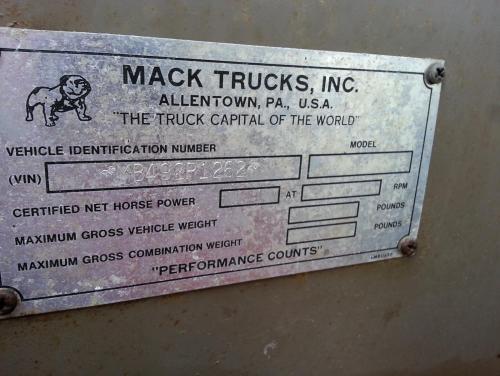 MACK TRUCKS, INC.
ALLENTOWN, PA., U.S.A.
"THE TRUCK CAPITAL OF THE WORLD"
VEHICLE IDENTIFICATION NUMBER MODEL
(VIN)
CERTIFIED NET HORSE POWER AT RPM
MAXIMUM GROSS VEHICLE WEIGHT POUNDS
MAXIMUM GROSS COMBINATION WEIGHT POUNDS
"PERFORMANCE COUNTS"